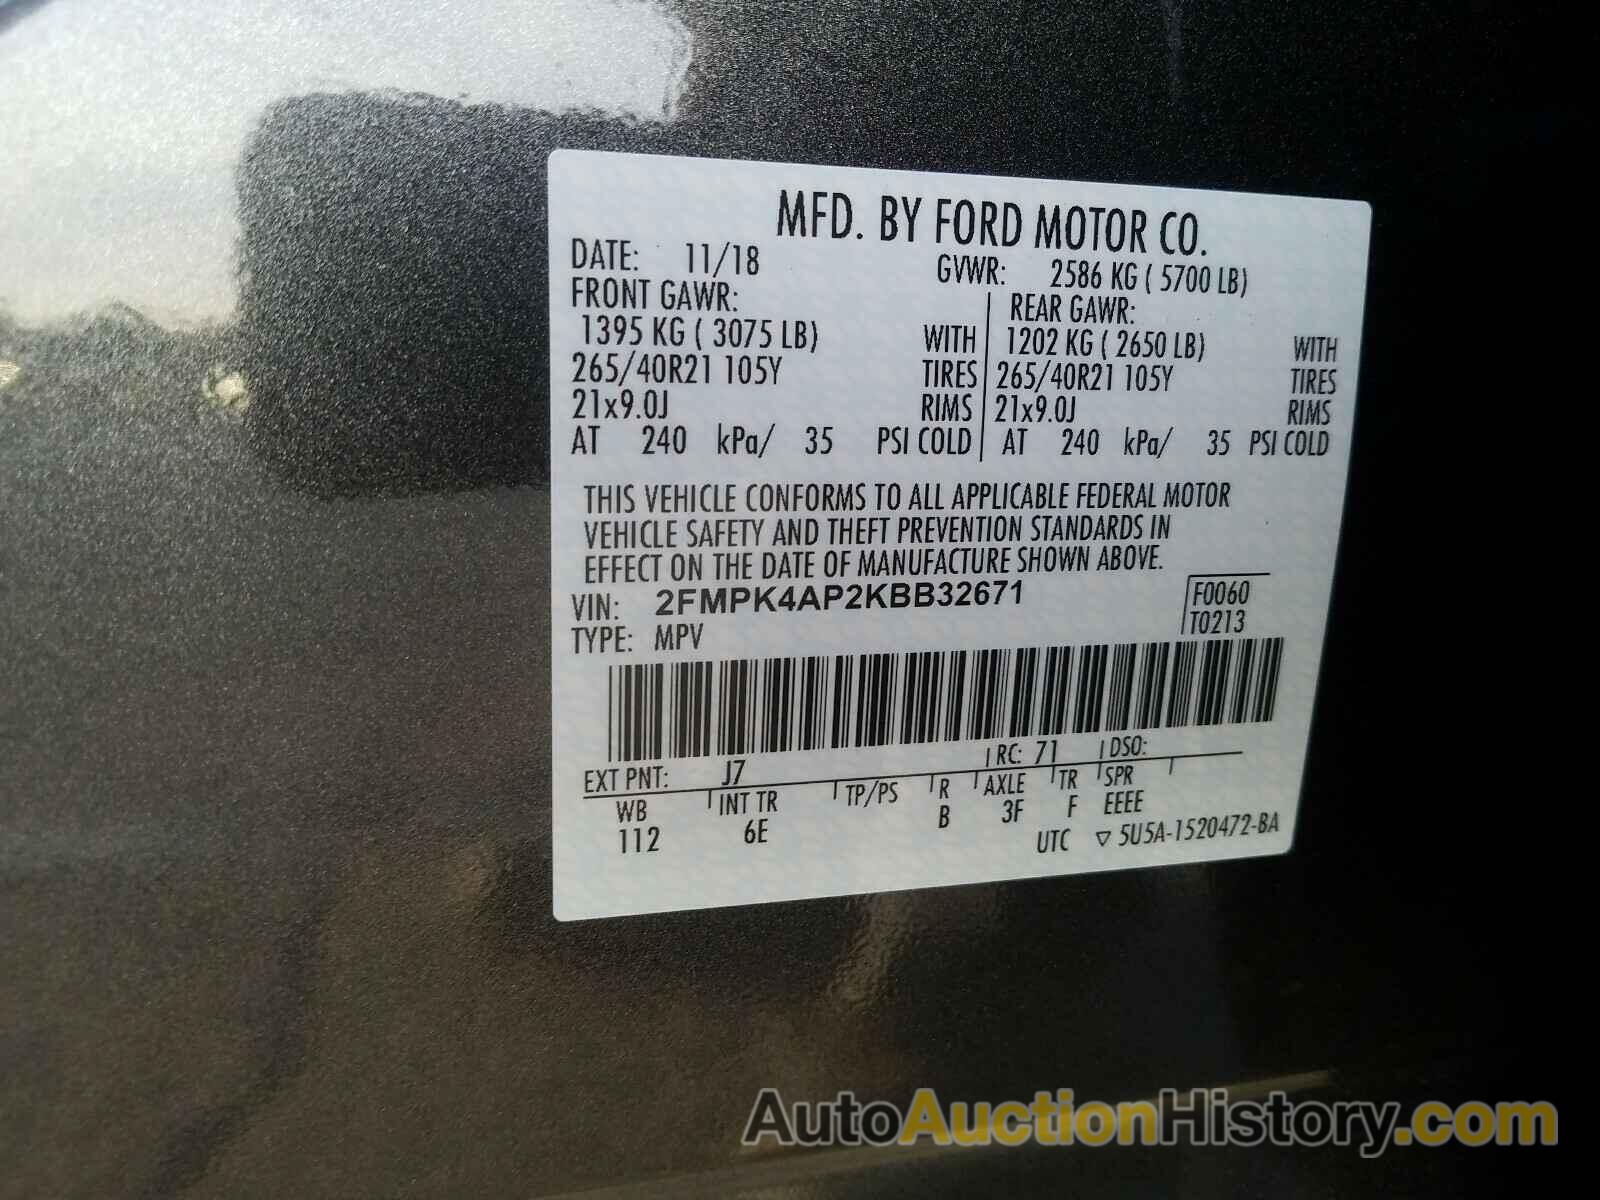 MFD. BY FORD MOTOR CO.
DATE: 11/18 GVWR: 2586 KG ( 5700 LB)
FRONT GAWR: REAR GAWR:
1395 KG ( 3075 LB) WITH 1202 KG ( 2650 LB) WITH
265/40R21 105Y TIRES 265/40R21 105Y TIRES
21x9.0J RIMS 21x9.0J RIMS
AT 240 kPa/ 35 PSI COLD AT 240 kPa/ 35 PSI COLD
THIS VEHICLE CONFORMS TO ALL APPLICABLE FEDERAL MOTOR
VEHICLE SAFETY AND THEFT PREVENTION STANDARDS IN
EFFECT ON THE DATE OF MANUFACTURE SHOWN ABOVE.
VIN: 2FMPK4AP2KBB32671 F0060
TYPE: MPV T0213
EXT PNT: J7 RC: 71 DSO:
WB INT TR TP/PS R AXLE TR SPR
112 6E B 3F F EEEE
UTC ▽ 5U5A-1520472-BA
AutoAuctionHistory.com